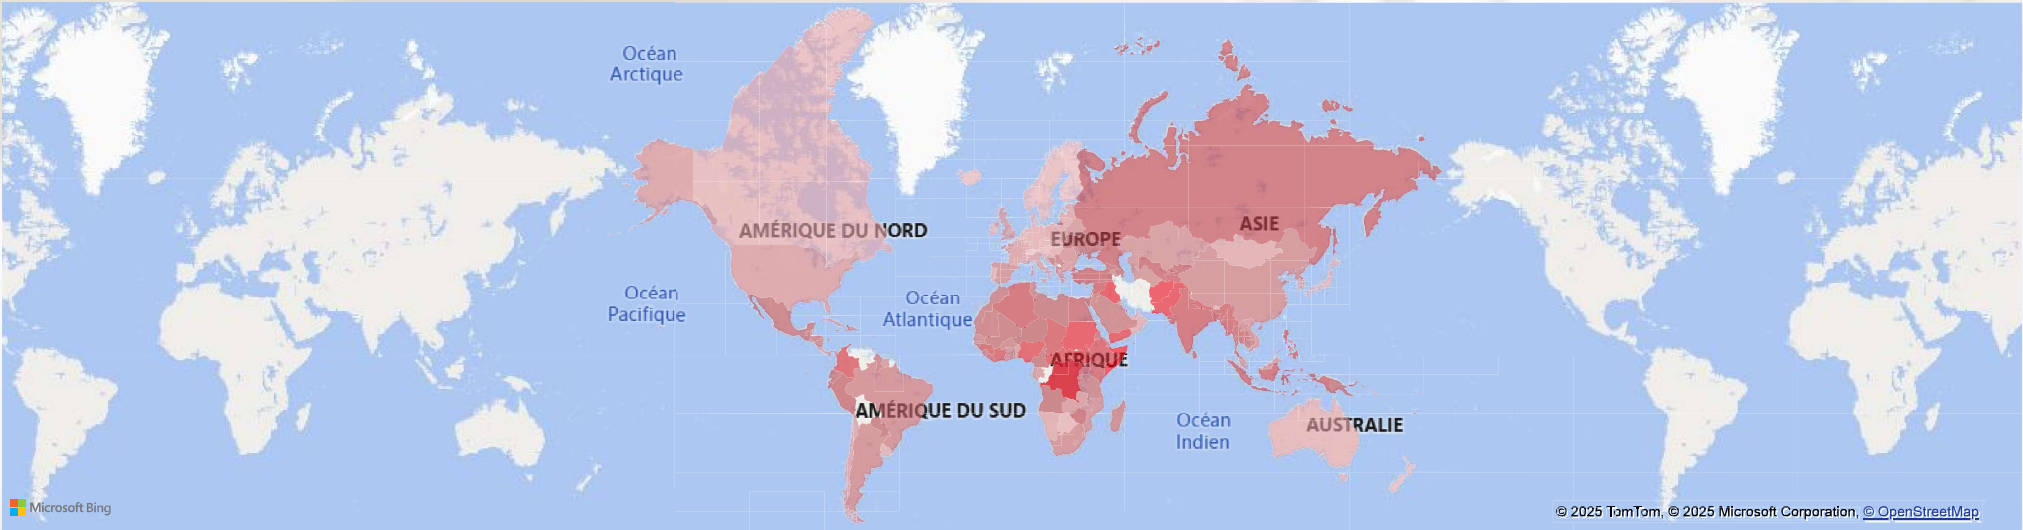 Océan
Arctique
AMÉRIQUE DU NORD
EUROPE
ASIE
Océan
Pacifique
Océan
Atlantique
AFRIQUE
AMÉRIQUE DU SUD
Océan
Indien
AUSTRALIE
Microsoft Bing
© 2025 TomTom, © 2025 Microsoft Corporation, © OpenStreetMap